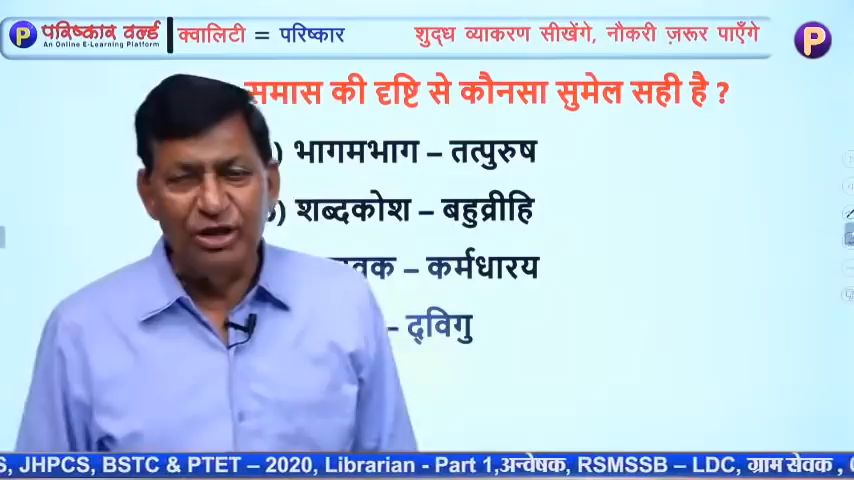 परिष्कार वर्ल्ड
An Online E-Learning Platform
क्वालिटी = परिष्कार
शुद्ध व्याकरण सीखेंगे, नौकरी ज़रूर पाएँगे
P
P
समास की दृष्टि से कौनसा सुमेल सही है ?
) भागमभाग – तत्पुरुष
) शब्दकोश – बहुव्रीहि
– कर्मधारय
– द्विगु
S, JHPCS, BSTC & PTET – 2020, Librarian - Part 1,अन्वेषक, RSMSSB – LDC, ग्राम सेवक ,